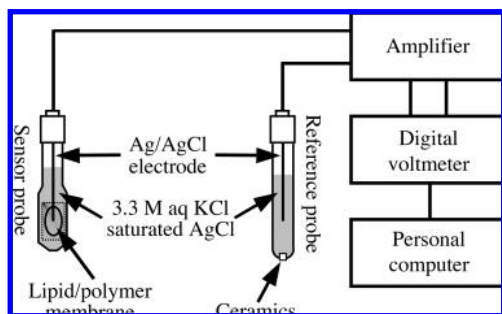 Amplifier
Sensor probe
Reference probe
Ag/AgCl
electrode
Digital
voltmeter
3.3 M aq KCl
saturated AgCl
Personal
computer
Lipid/polymer
membrane
Ceramics